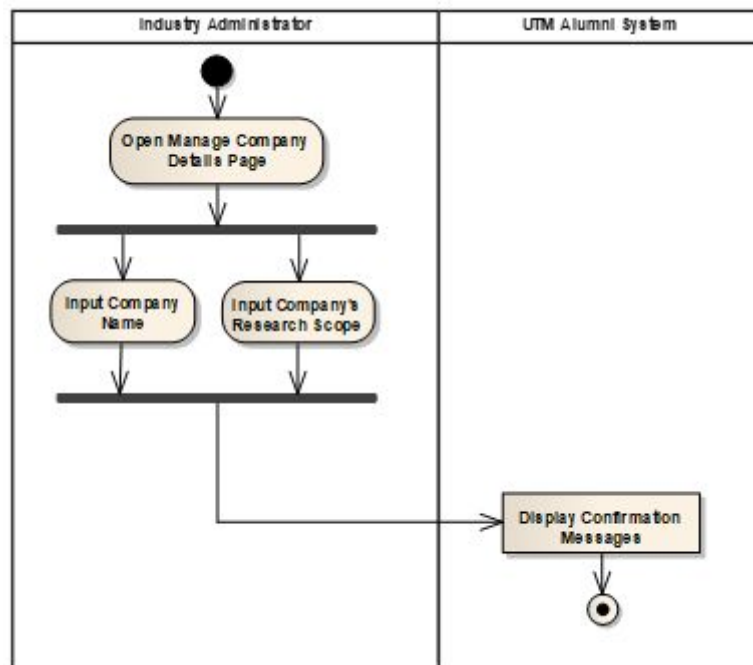 Industry Administrator
UTM Alumni System
Open Manage Company
Details Page
Input Company
Name
Input Company's
Research Scope
Display Confirmation
Messages